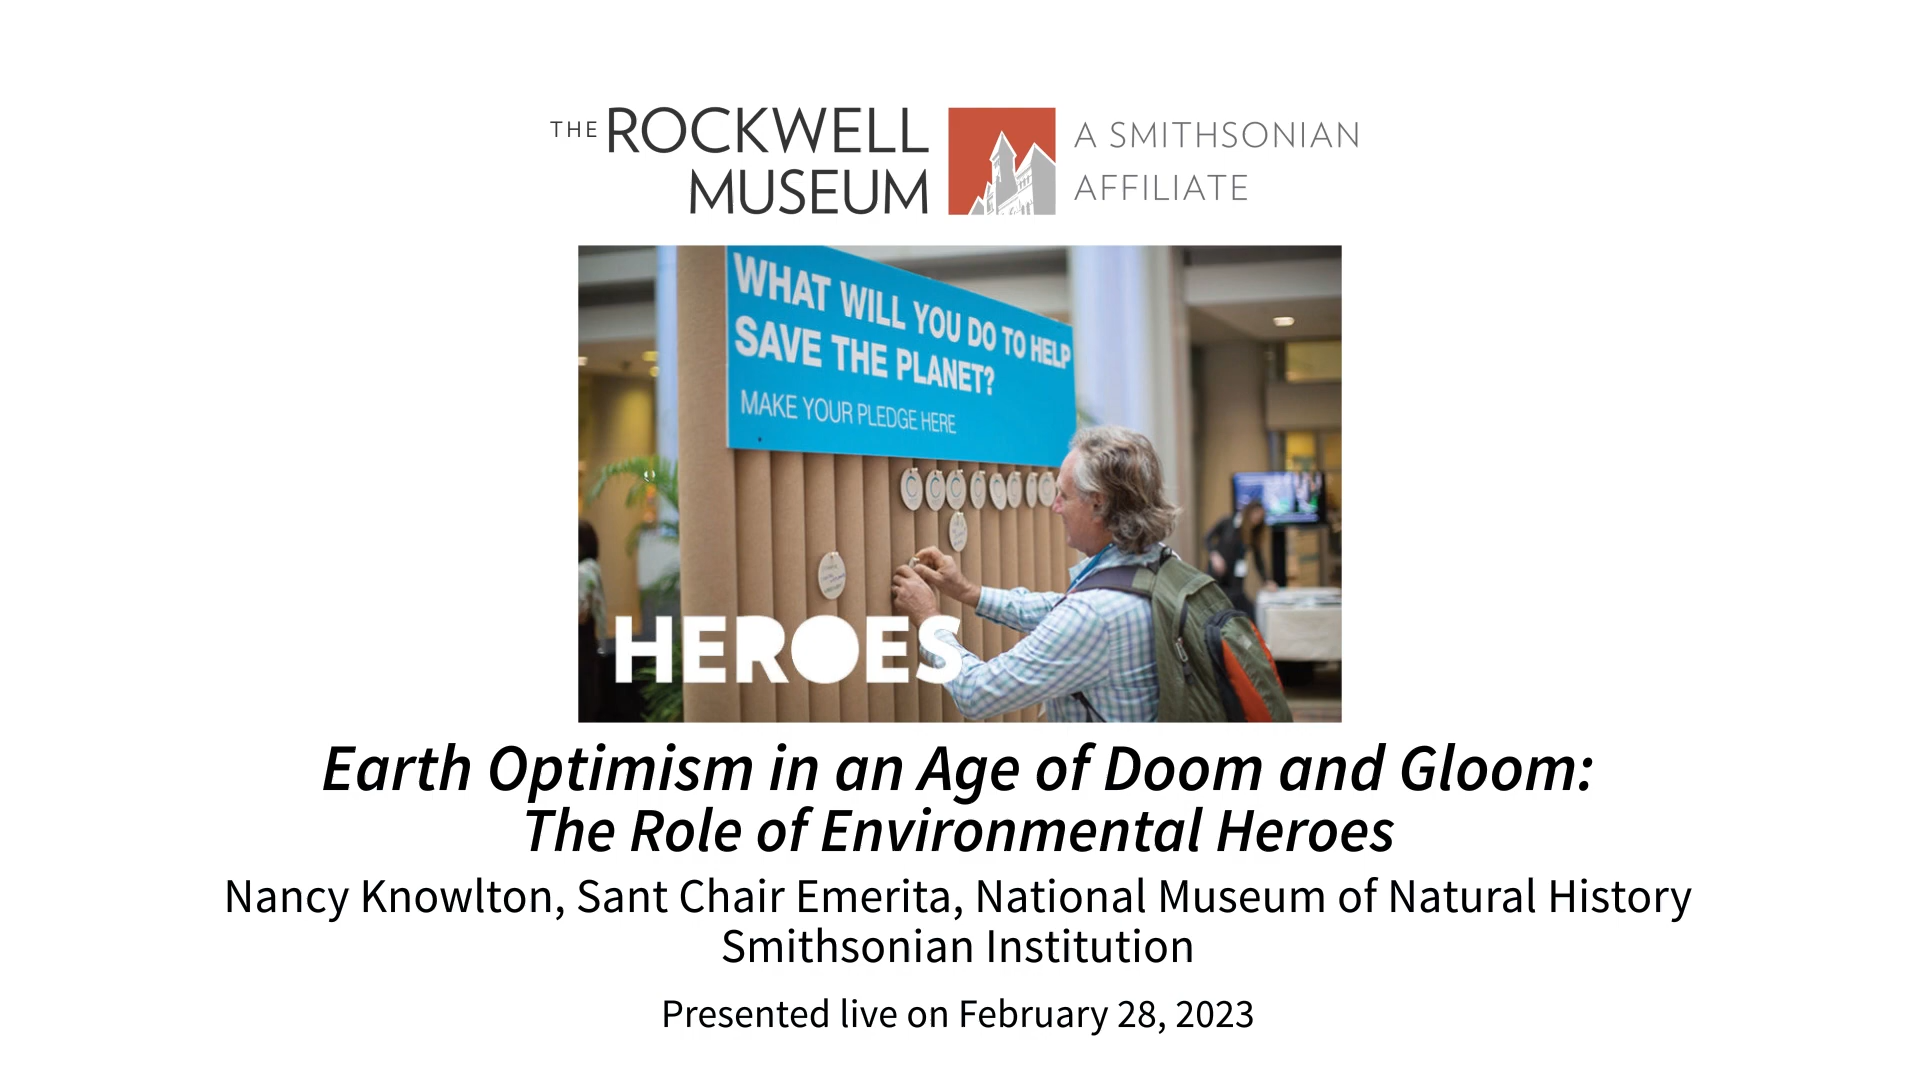 THE ROCKWELL
MUSEUM
A SMITHSONIAN
AFFILIATE
WHAT WILL YOU DO TO HELP
SAVE THE PLANET?
MAKE YOUR PLEDGE HERE
HEROES
Earth Optimism in an Age of Doom and Gloom:
The Role of Environmental Heroes
Nancy Knowlton, Sant Chair Emerita, National Museum of Natural History
Smithsonian Institution
Presented live on February 28, 2023